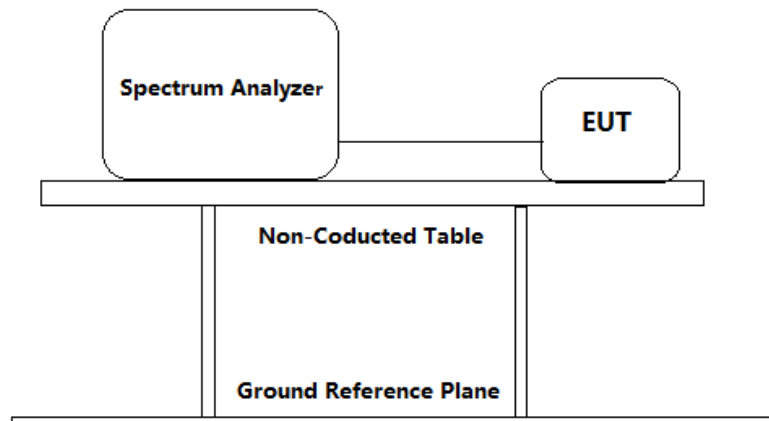 Spectrum Analyzer
EUT
Non-Coducted Table
Ground Reference Plane